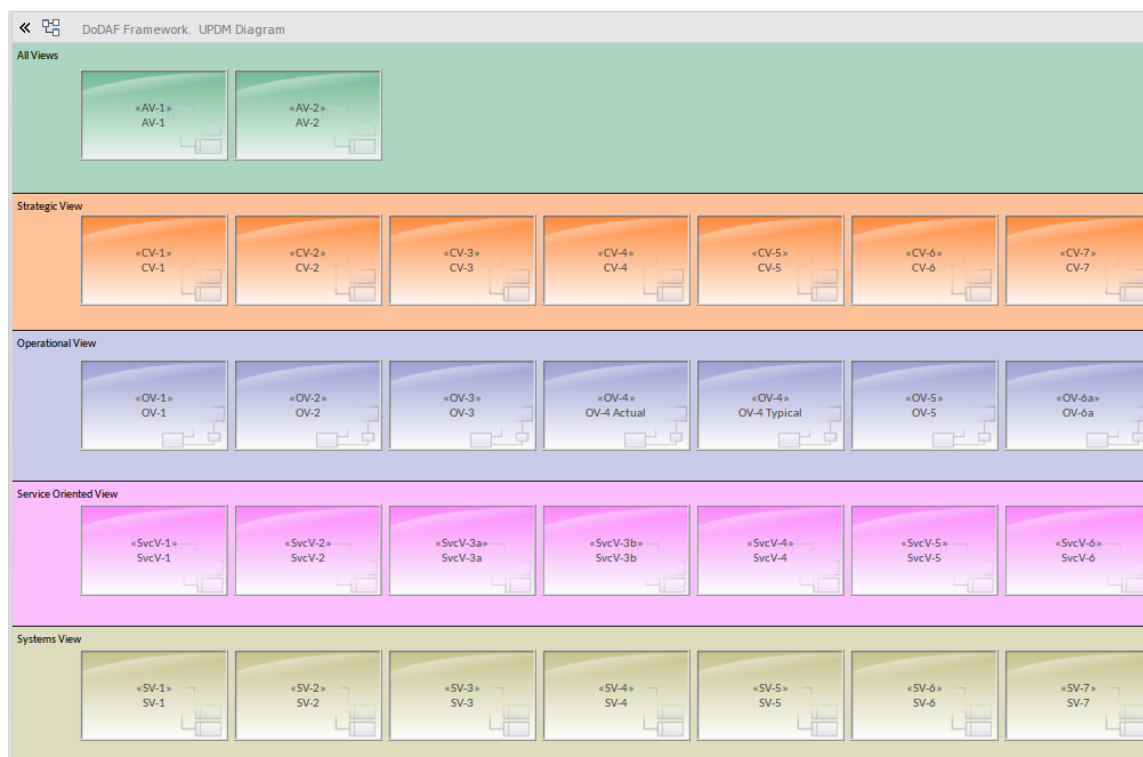 DoDAF Framework.  UPDM Diagram
All Views
«AV-1»
AV-1
«AV-2»
AV-2
Strategic View
«CV-1»
CV-1
«CV-2»
CV-2
«CV-3»
CV-3
«CV-4»
CV-4
«CV-5»
CV-5
«CV-6»
CV-6
«CV-7»
CV-7
Operational View
«OV-1»
OV-1
«OV-2»
OV-2
«OV-3»
OV-3
«OV-4»
OV-4 Actual
«OV-4»
OV-4 Typical
«OV-5»
OV-5
«OV-6a»
OV-6a
Service Oriented View
«SvcV-1»
SvcV-1
«SvcV-2»
SvcV-2
«SvcV-3a»
SvcV-3a
«SvcV-3b»
SvcV-3b
«SvcV-4»
SvcV-4
«SvcV-5»
SvcV-5
«SvcV-6»
SvcV-6
Systems View
«SV-1»
SV-1
«SV-2»
SV-2
«SV-3»
SV-3
«SV-4»
SV-4
«SV-5»
SV-5
«SV-6»
SV-6
«SV-7»
SV-7